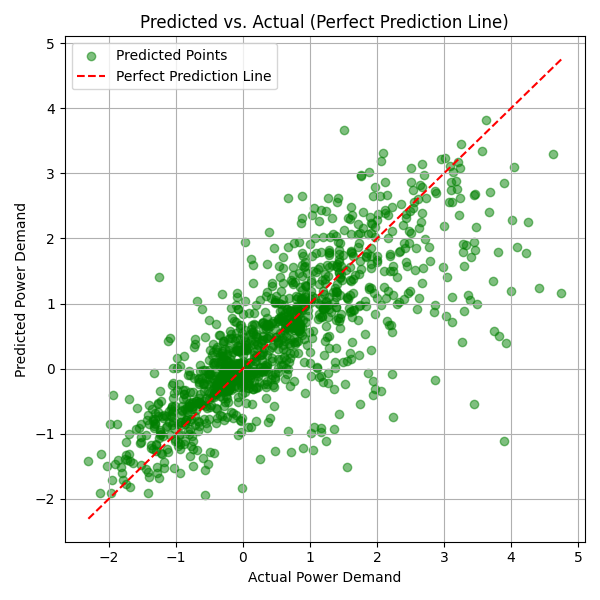 Predicted vs. Actual (Perfect Prediction Line)
Predicted Points
Perfect Prediction Line
Predicted Power Demand
5
4
3
2
1
0
−1
−2
−2 −1 0 1 2 3 4 5
Actual Power Demand